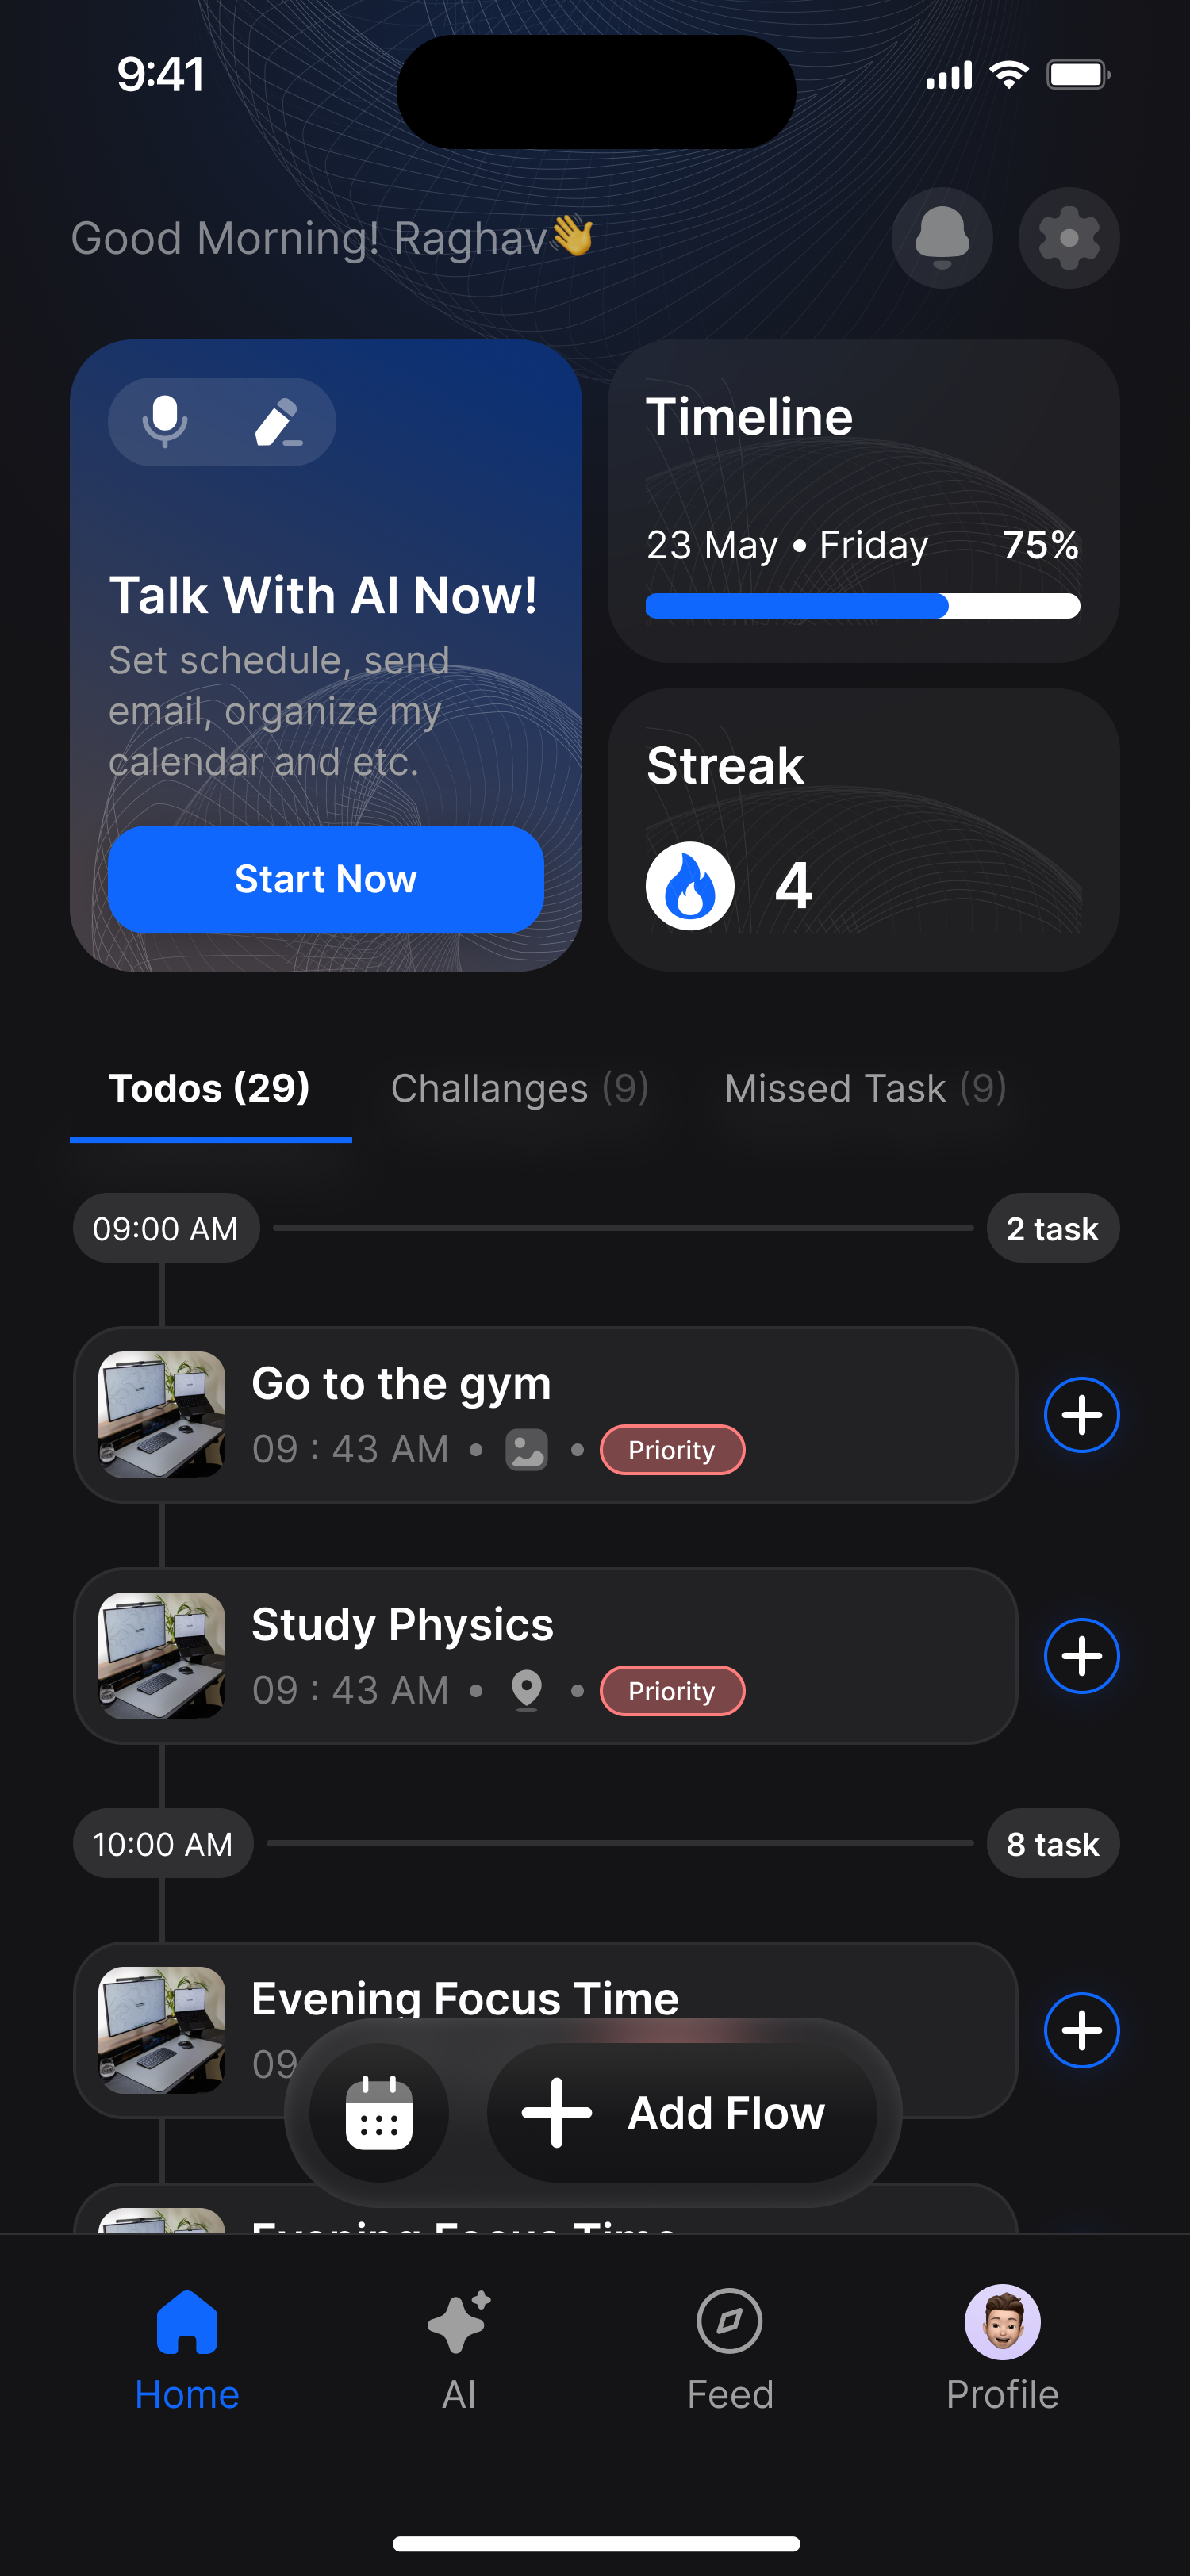 9:41
Good Morning! Raghav👋
Talk With AI Now!
Set schedule, send
email, organize my
calendar and etc.
Start Now
Timeline
23 May • Friday 75%
Streak
4
Todos (29) Challanges (9) Missed Task (9)
09:00 AM 2 task
Go to the gym
09 : 43 AM • • Priority
Study Physics
09 : 43 AM • • Priority
10:00 AM 8 task
Evening Focus Time
09
Add Flow
Evening Focus Time
Home AI Feed Profile